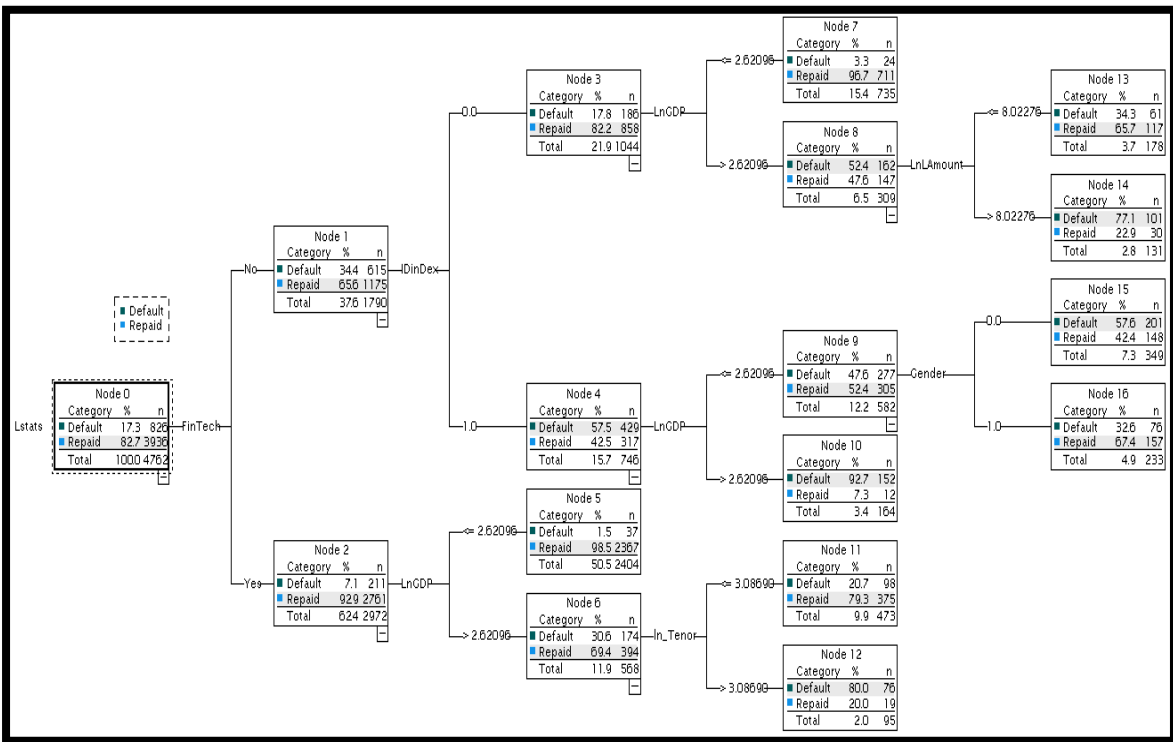 Lstats
Default
Repaid
Node 0
Category % n
Default 17.3 826
Repaid 82.7 3936
Total 100.0 4762
FinTech
No
Node 1
Category % n
Default 34.4 615
Repaid 65.6 1175
Total 37.6 1790
IDinDex
0.0
Node 3
Category % n
Default 17.8 186
Repaid 82.2 858
Total 21.9 1044
LnGDP
<= 2.62096
Node 7
Category % n
Default 3.3 24
Repaid 96.7 711
Total 15.4 735
> 2.62096
Node 8
Category % n
Default 52.4 162
Repaid 47.6 147
Total 6.5 309
LnLAmount
<= 8.02276
Node 13
Category % n
Default 34.3 61
Repaid 65.7 117
Total 3.7 178
> 8.02276
Node 14
Category % n
Default 77.1 101
Repaid 22.9 30
Total 2.8 131
1.0
Node 4
Category % n
Default 57.5 429
Repaid 42.5 317
Total 15.7 746
LnGDP
<= 2.62096
Node 9
Category % n
Default 47.6 277
Repaid 52.4 305
Total 12.2 582
Gender
0.0
Node 15
Category % n
Default 57.6 201
Repaid 42.4 148
Total 7.3 349
1.0
Node 16
Category % n
Default 32.6 76
Repaid 67.4 157
Total 4.9 233
> 2.62096
Node 10
Category % n
Default 92.7 152
Repaid 7.3 12
Total 3.4 164
Yes
Node 2
Category % n
Default 7.1 211
Repaid 92.9 2761
Total 62.4 2972
LnGDP
<= 2.62096
Node 5
Category % n
Default 1.5 37
Repaid 98.5 2367
Total 50.5 2404
> 2.62096
Node 6
Category % n
Default 30.6 174
Repaid 69.4 394
Total 11.9 568
ln_Tenor
<= 3.08690
Node 11
Category % n
Default 20.7 98
Repaid 79.3 375
Total 9.9 473
> 3.08690
Node 12
Category % n
Default 80.0 76
Repaid 20.0 19
Total 2.0 95